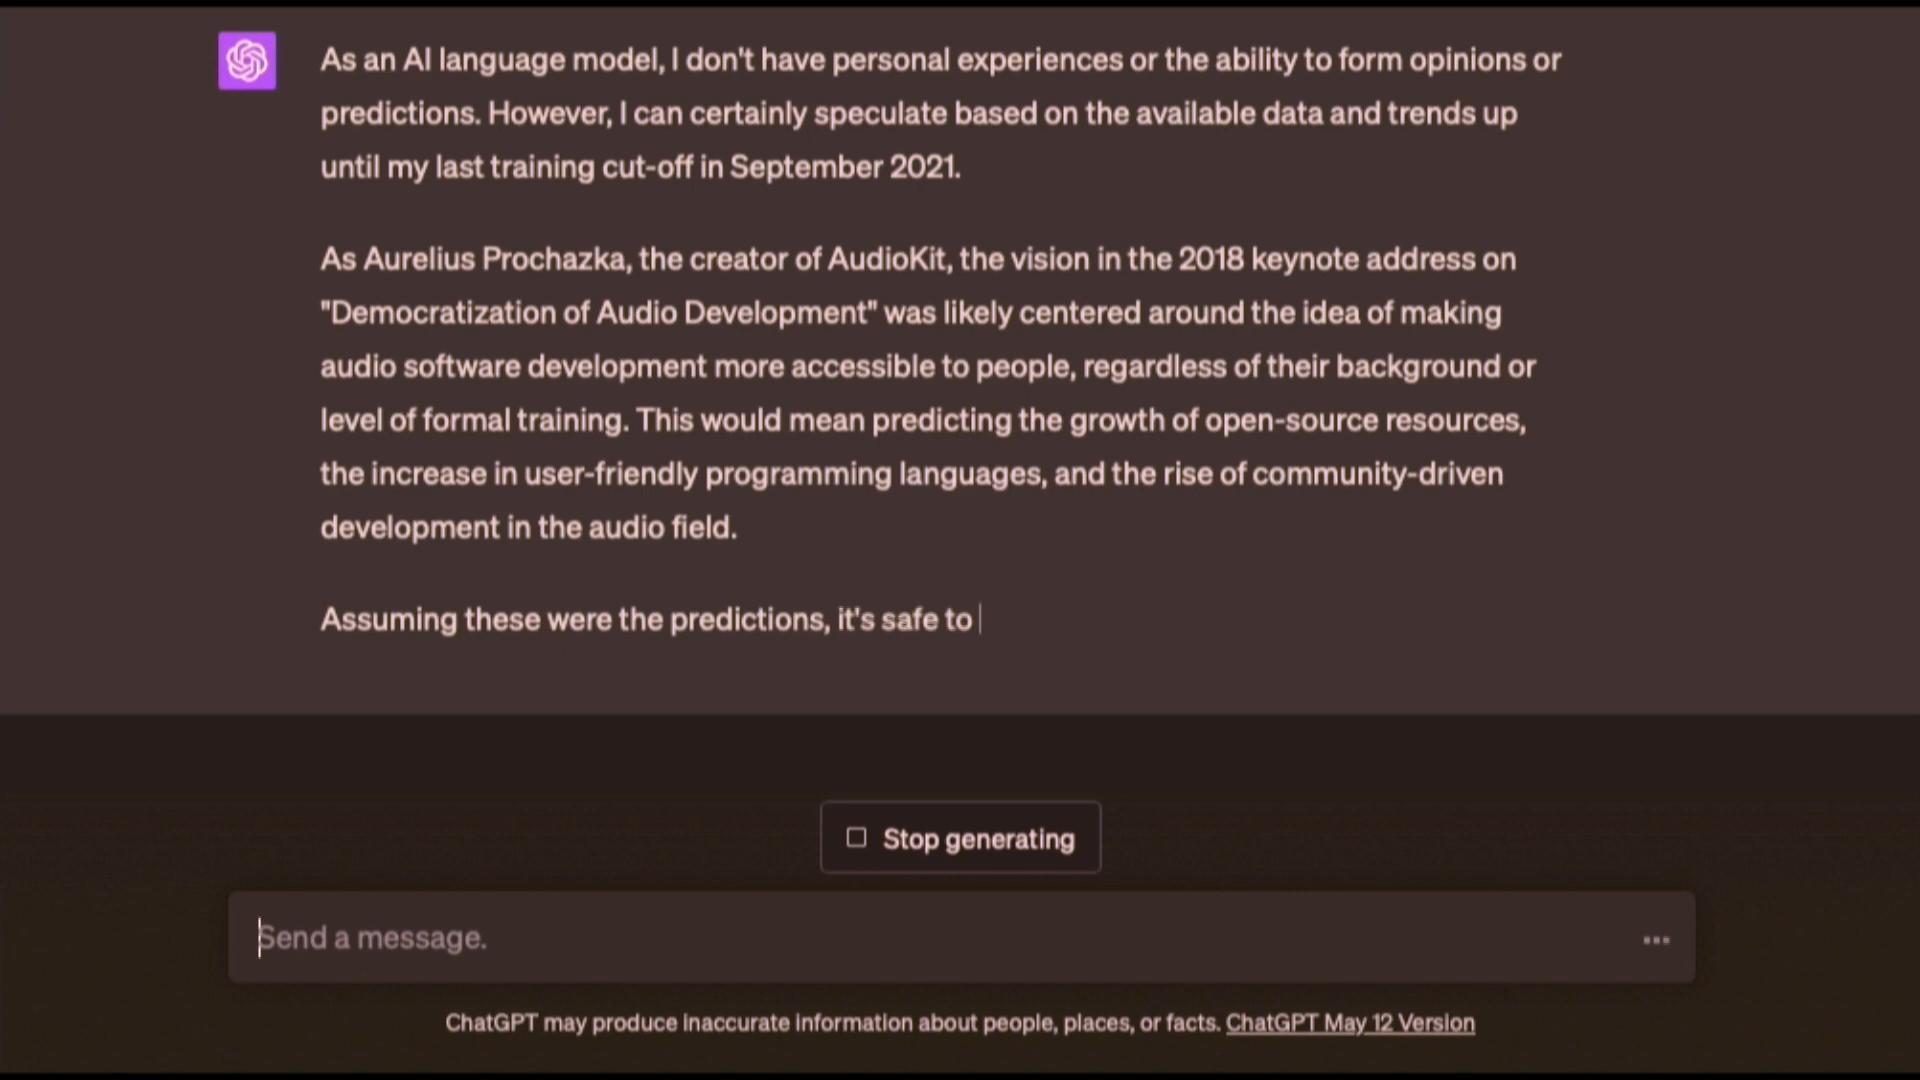 As an AI language model, I don't have personal experiences or the ability to form opinions or
predictions. However, I can certainly speculate based on the available data and trends up
until my last training cut-off in September 2021.
As Aurelius Prochazka, the creator of AudioKit, the vision in the 2018 keynote address on
"Democratization of Audio Development" was likely centered around the idea of making
audio software development more accessible to people, regardless of their background or
level of formal training. This would mean predicting the growth of open-source resources,
the increase in user-friendly programming languages, and the rise of community-driven
development in the audio field.
Assuming these were the predictions, it's safe to
Stop generating
Send a message.
ChatGPT may produce inaccurate information about people, places, or facts. ChatGPT May 12 Version